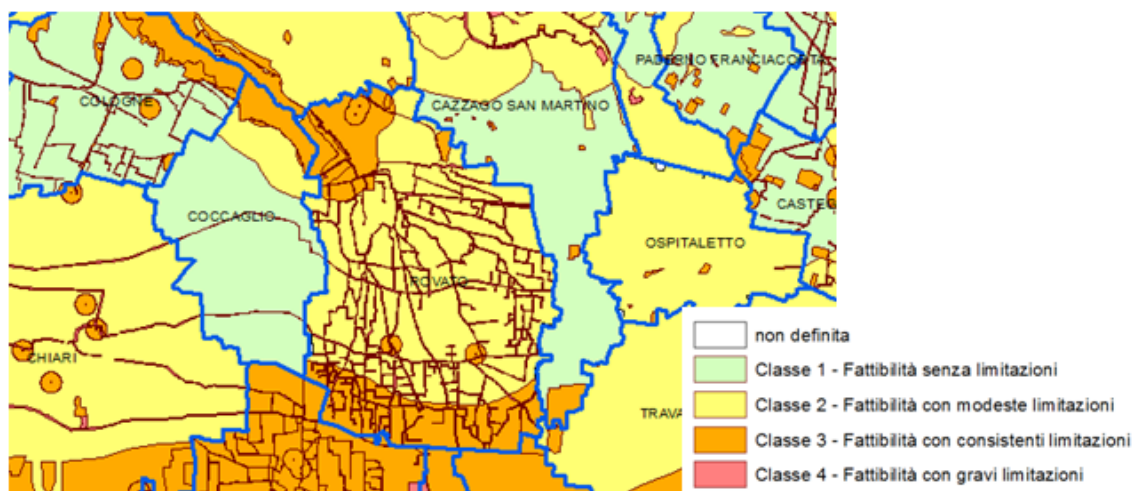 PADERNO FRANCIACORTA
COLOGNE
CAZZAGO SAN MARTINO
CASTEG
COCCAGLIO
OSPITALETTO
ROVATO
non definita
CHIARI
Classe 1 - Fattibilità senza limitazioni
Classe 2 - Fattibilità con modeste limitazioni
TRAVA
Classe 3 - Fattibilità con consistenti limitazioni
Classe 4 - Fattibilità con gravi limitazioni